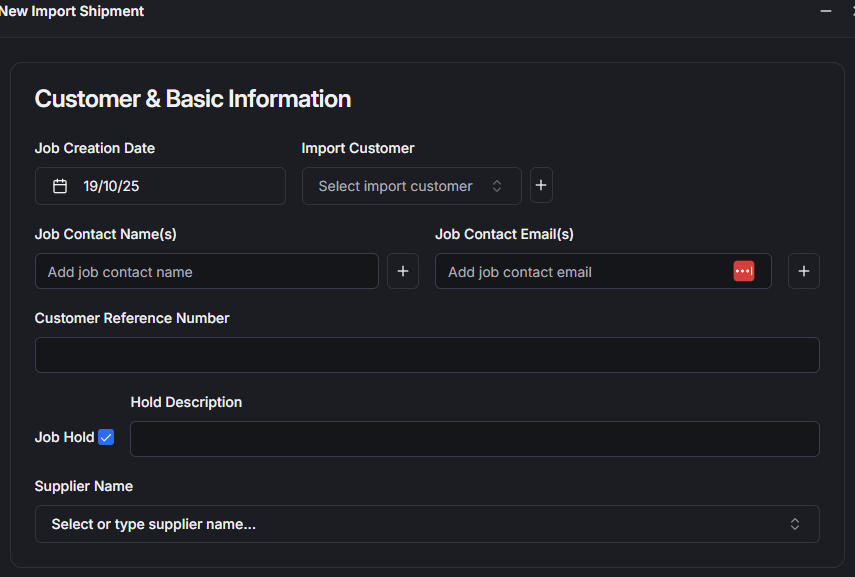 New Import Shipment
Customer & Basic Information
Job Creation Date
Import Customer
19/10/25
Select import customer
Job Contact Name(s)
Job Contact Email(s)
Add job contact name
Add job contact email
Customer Reference Number
Hold Description
Job Hold
Supplier Name
Select or type supplier name...